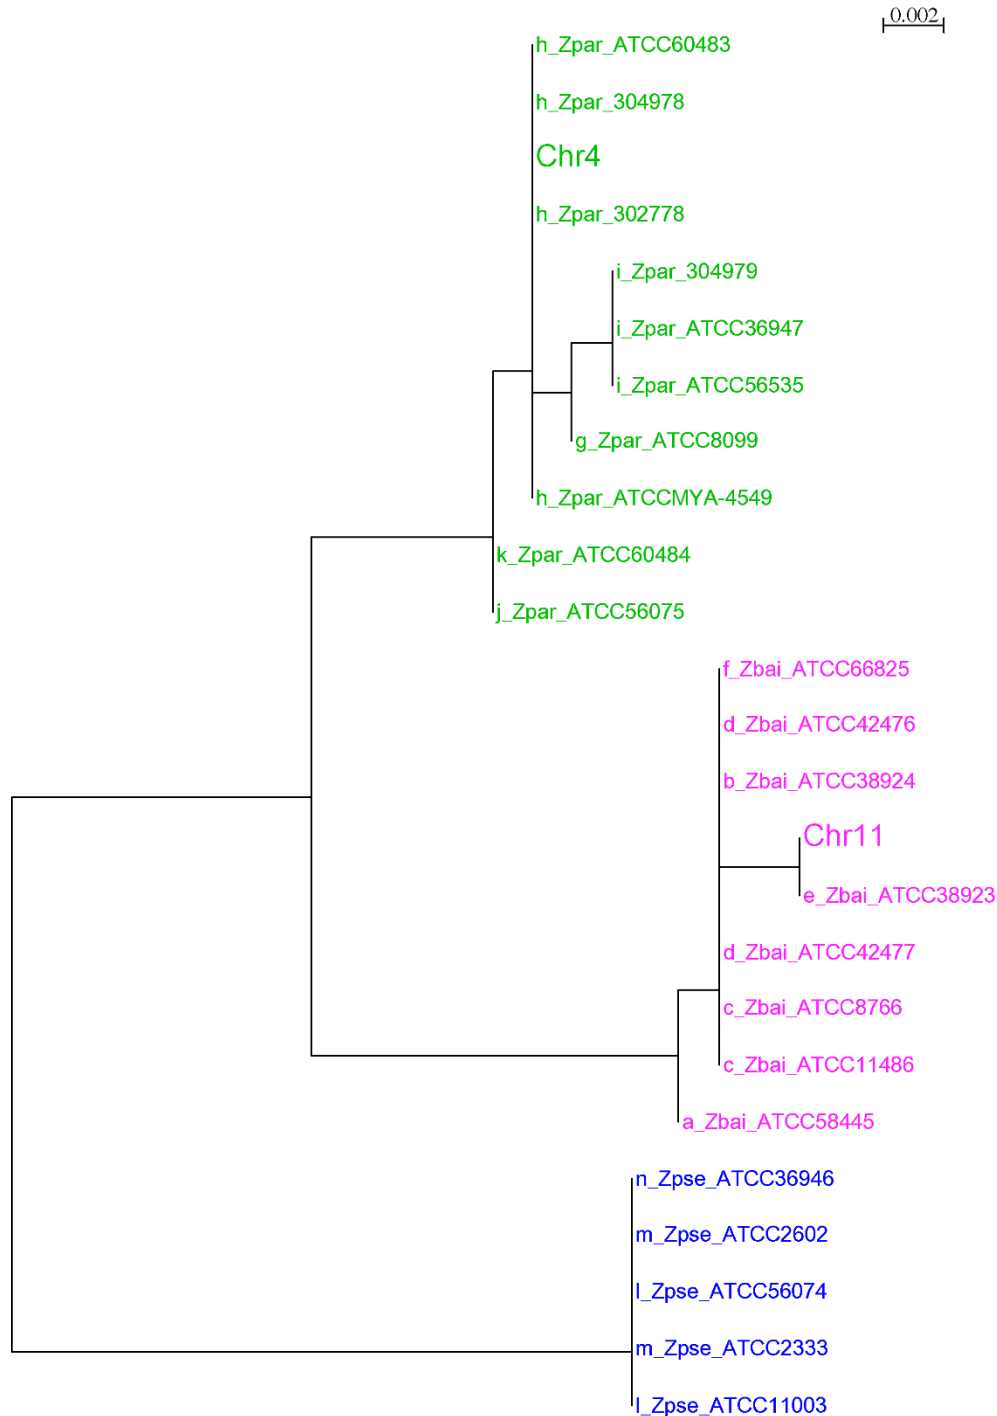 0.002
h_Zpar_ATCC60483
h_Zpar_304978
Chr4
h_Zpar_302778
i_Zpar_304979
i_Zpar_ATCC36947
i_Zpar_ATCC56535
g_Zpar_ATCC8099
h_Zpar_ATCCMYA-4549
k_Zpar_ATCC60484
j_Zpar_ATCC56075
f_Zbai_ATCC66825
d_Zbai_ATCC42476
b_Zbai_ATCC38924
Chr11
e_Zbai_ATCC38923
d_Zbai_ATCC42477
c_Zbai_ATCC8766
c_Zbai_ATCC11486
a_Zbai_ATCC58445
n_Zpse_ATCC36946
m_Zpse_ATCC2602
l_Zpse_ATCC56074
m_Zpse_ATCC2333
l_Zpse_ATCC11003